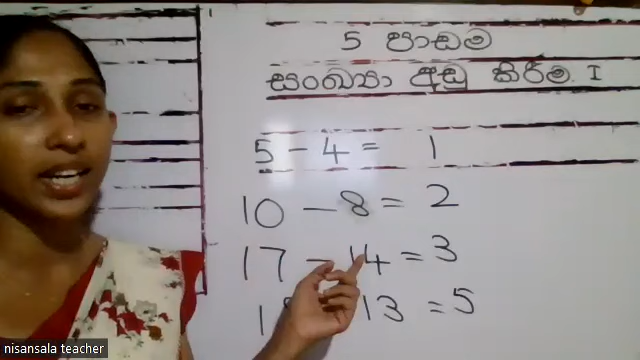 5 පාඩම
සංඛ්‍යා අඩු කිරීම I
5 - 4 = 1
10 - 8 = 2
17 - 14 = 3
13 = 5
nisansala teacher